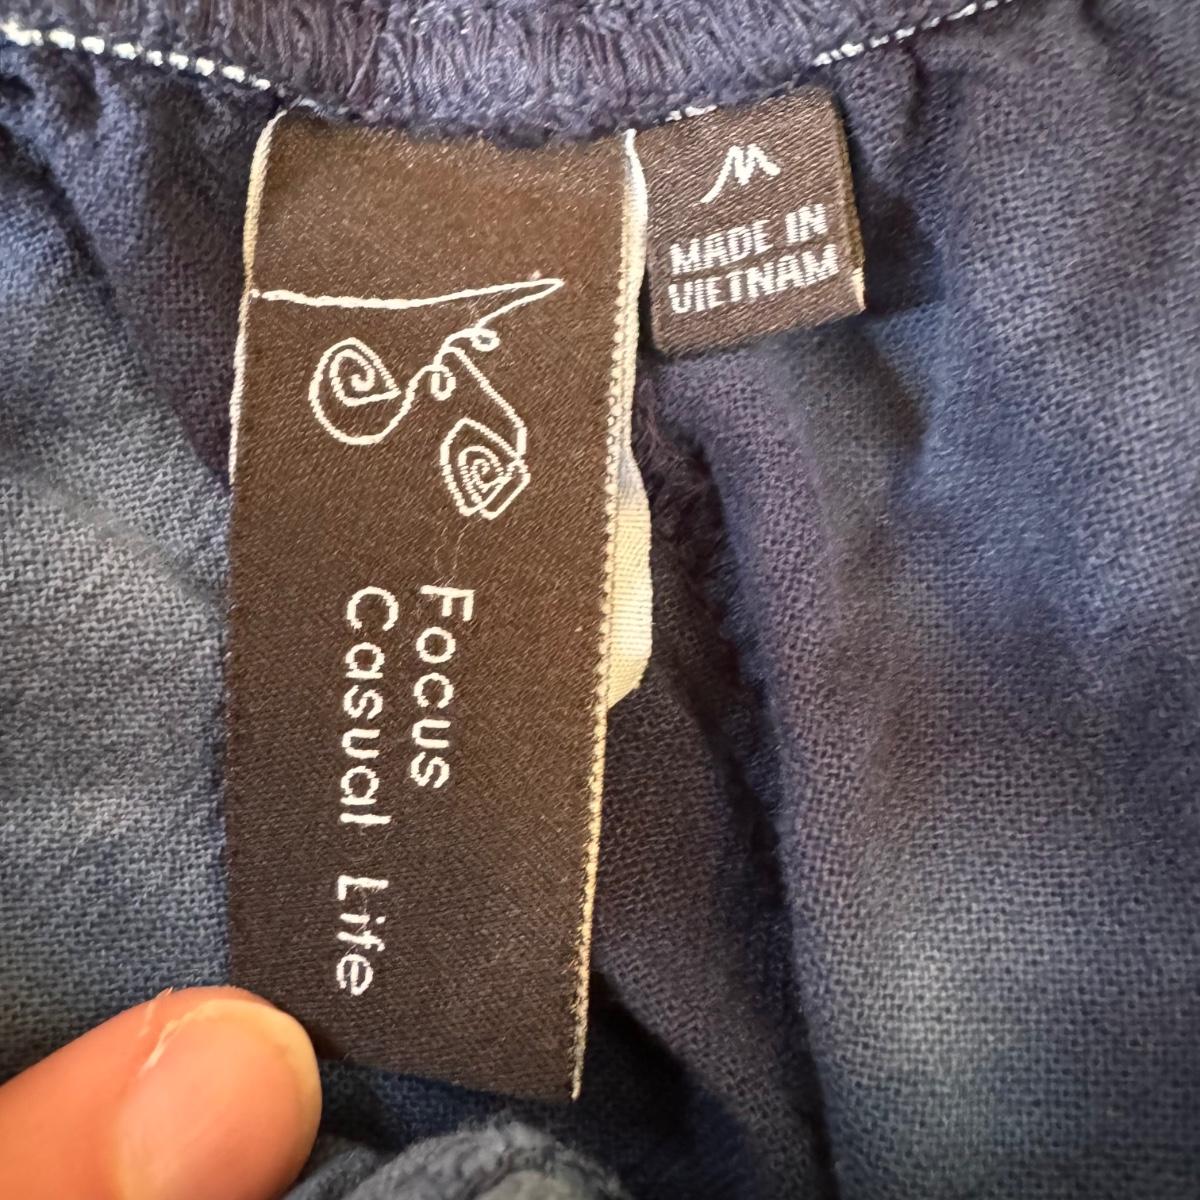 Focus
Casual Life
M
MADE IN
VIETNAM